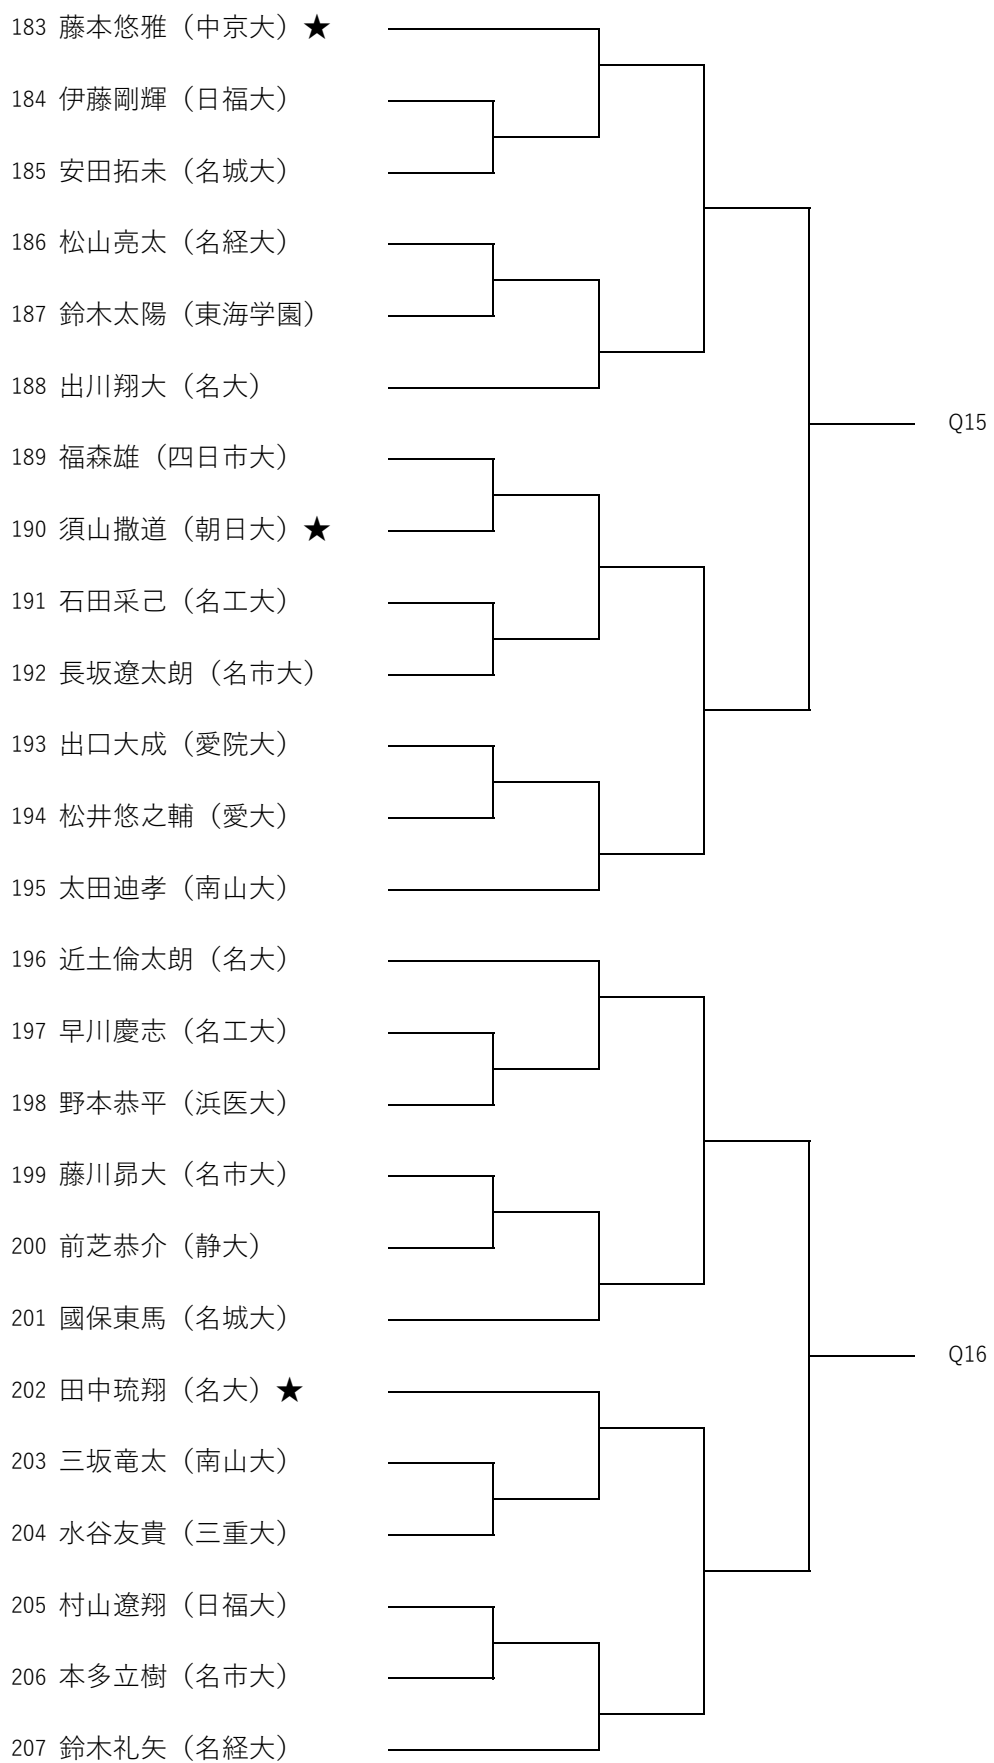 183 藤本悠雅（中京大）★
184 伊藤剛輝（日福大）
185 安田拓未（名城大）
186 松山亮太（名経大）
187 鈴木太陽（東海学園）
188 出川翔大（名大）
Q15
189 福森雄（四日市大）
190 須山撒道（朝日大）★
191 石田采己（名工大）
192 長坂遼太朗（名市大）
193 出口大成（愛院大）
194 松井悠之輔（愛大）
195 太田迪孝（南山大）
196 近土倫太朗（名大）
197 早川慶志（名工大）
198 野本恭平（浜医大）
199 藤川昴大（名市大）
200 前芝恭介（静大）
201 國保東馬（名城大）
Q16
202 田中琉翔（名大）★
203 三坂竜太（南山大）
204 水谷友貴（三重大）
205 村山遼翔（日福大）
206 本多立樹（名市大）
207 鈴木礼矢（名経大）